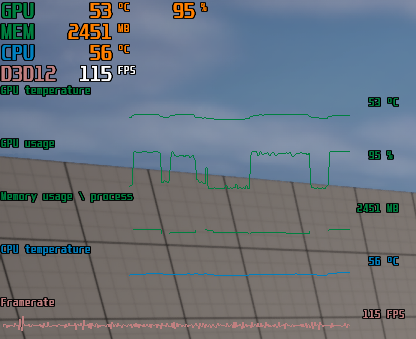 GPU 53 °C 95 %
MEM 2451 MB
CPU 56 °C
D3D12 115 FPS
GPU temperature
53 °C
GPU usage
95 %
Memory usage \ process
2451 MB
CPU temperature
56 °C
Framerate
115 FPS